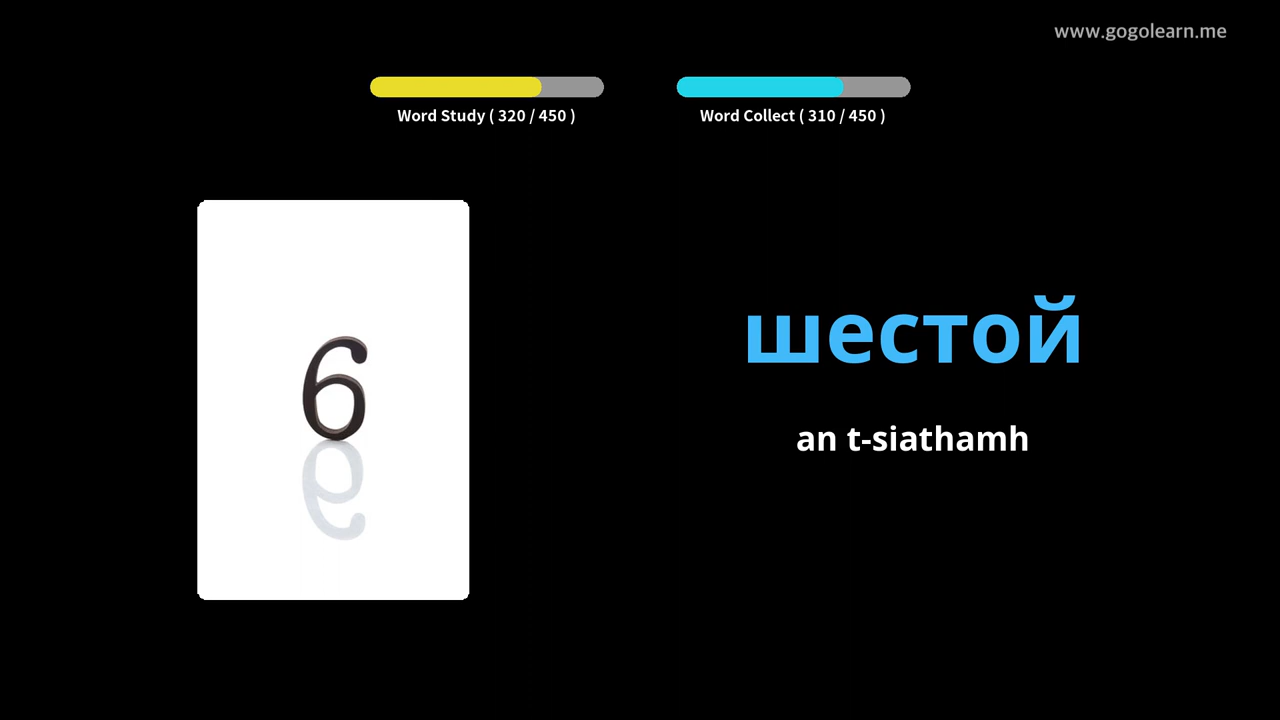 www.gogolearn.me
Word Study ( 320 / 450 )
Word Collect ( 310 / 450 )
6
шестой
an t-siathamh